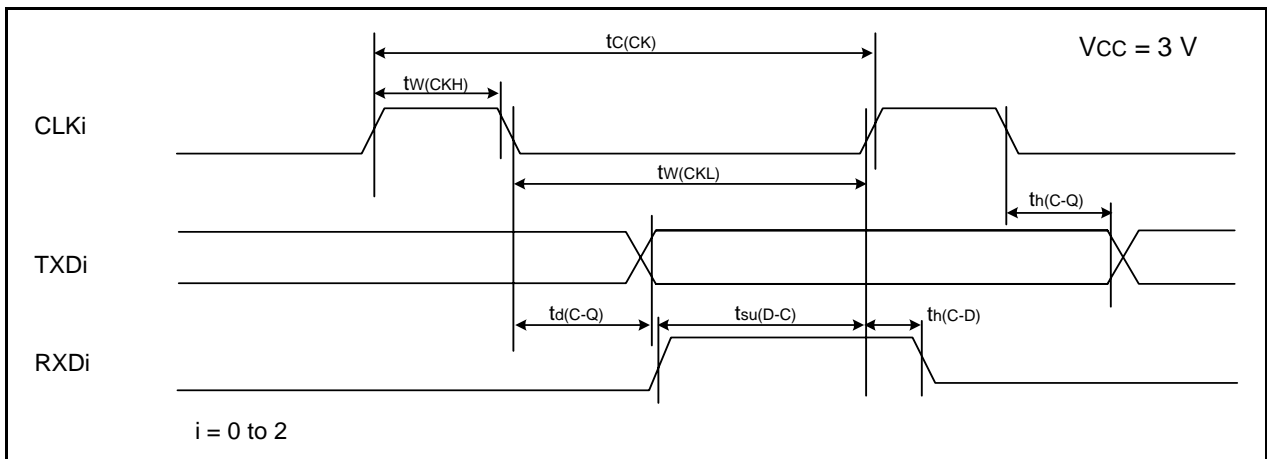 tC(CK)
VCC = 3 V
tW(CKH)
CLKi
tW(CKL)
th(C-Q)
TXDi
td(C-Q)
tsu(D-C)
th(C-D)
RXDi
i = 0 to 2